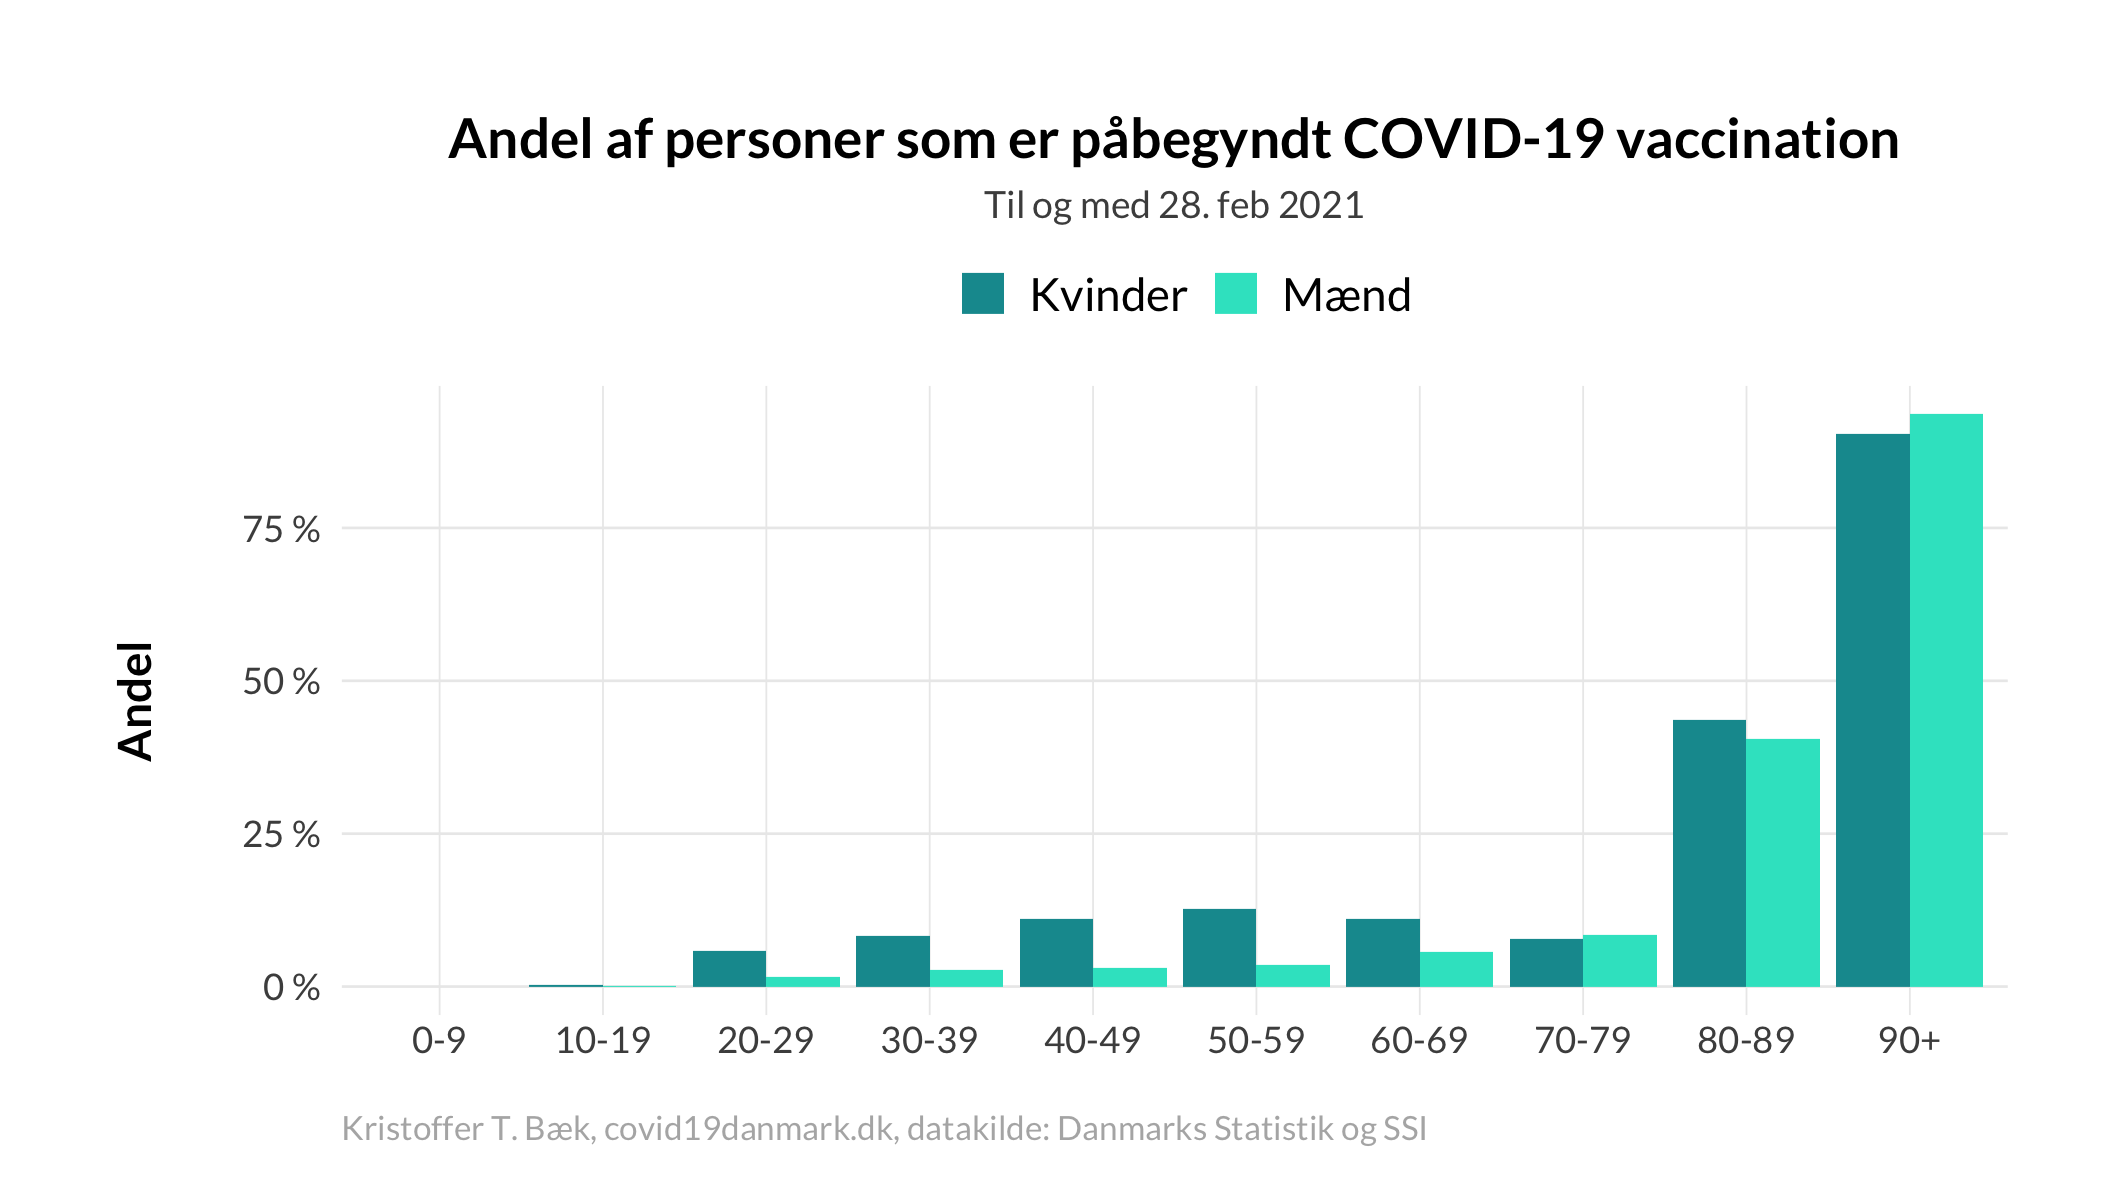 Andel af personer som er påbegyndt COVID-19 vaccination
Til og med 28. feb 2021
Kvinder Mænd
Andel
75 %
50 %
25 %
0 %
0-9 10-19 20-29 30-39 40-49 50-59 60-69 70-79 80-89 90+
Kristoffer T. Bæk, covid19danmark.dk, datakilde: Danmarks Statistik og SSI